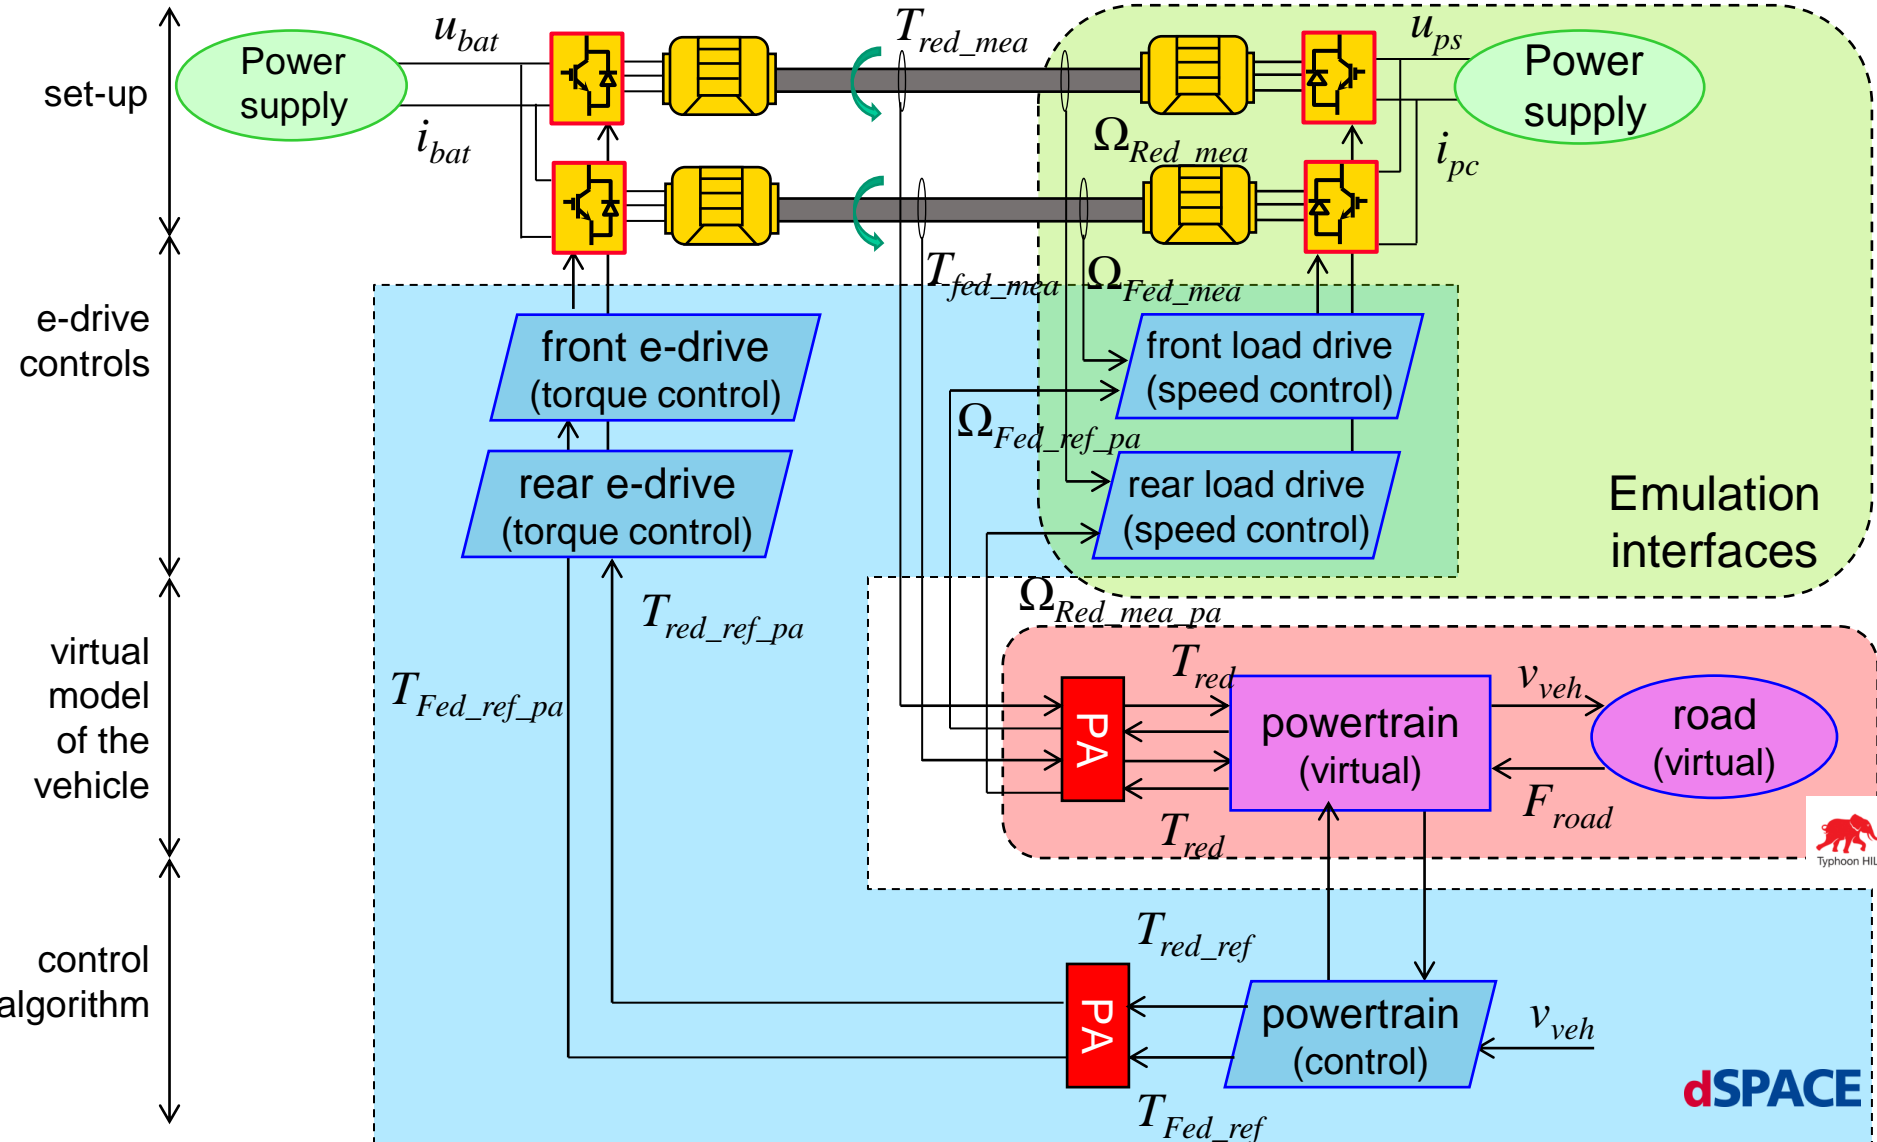 set-up
Power
supply
u_bat
i_bat
T_red_mea
u_ps
Power
supply
Ω_Red_mea
i_pc
e-drive
controls
T_fed_mea
Ω_Fed_mea
front e-drive
(torque control)
front load drive
(speed control)
Ω_Fed_ref_pa
rear e-drive
(torque control)
rear load drive
(speed control)
Emulation
interfaces
virtual
model
of the
vehicle
T_red_ref_pa
Ω_Red_mea_pa
T_Fed_ref_pa
PA
T_red
powertrain
(virtual)
v_veh
road
(virtual)
F_road
T_red
Typhoon HIL
control
algorithm
T_red_ref
PA
powertrain
(control)
v_veh
T_Fed_ref
dSPACE